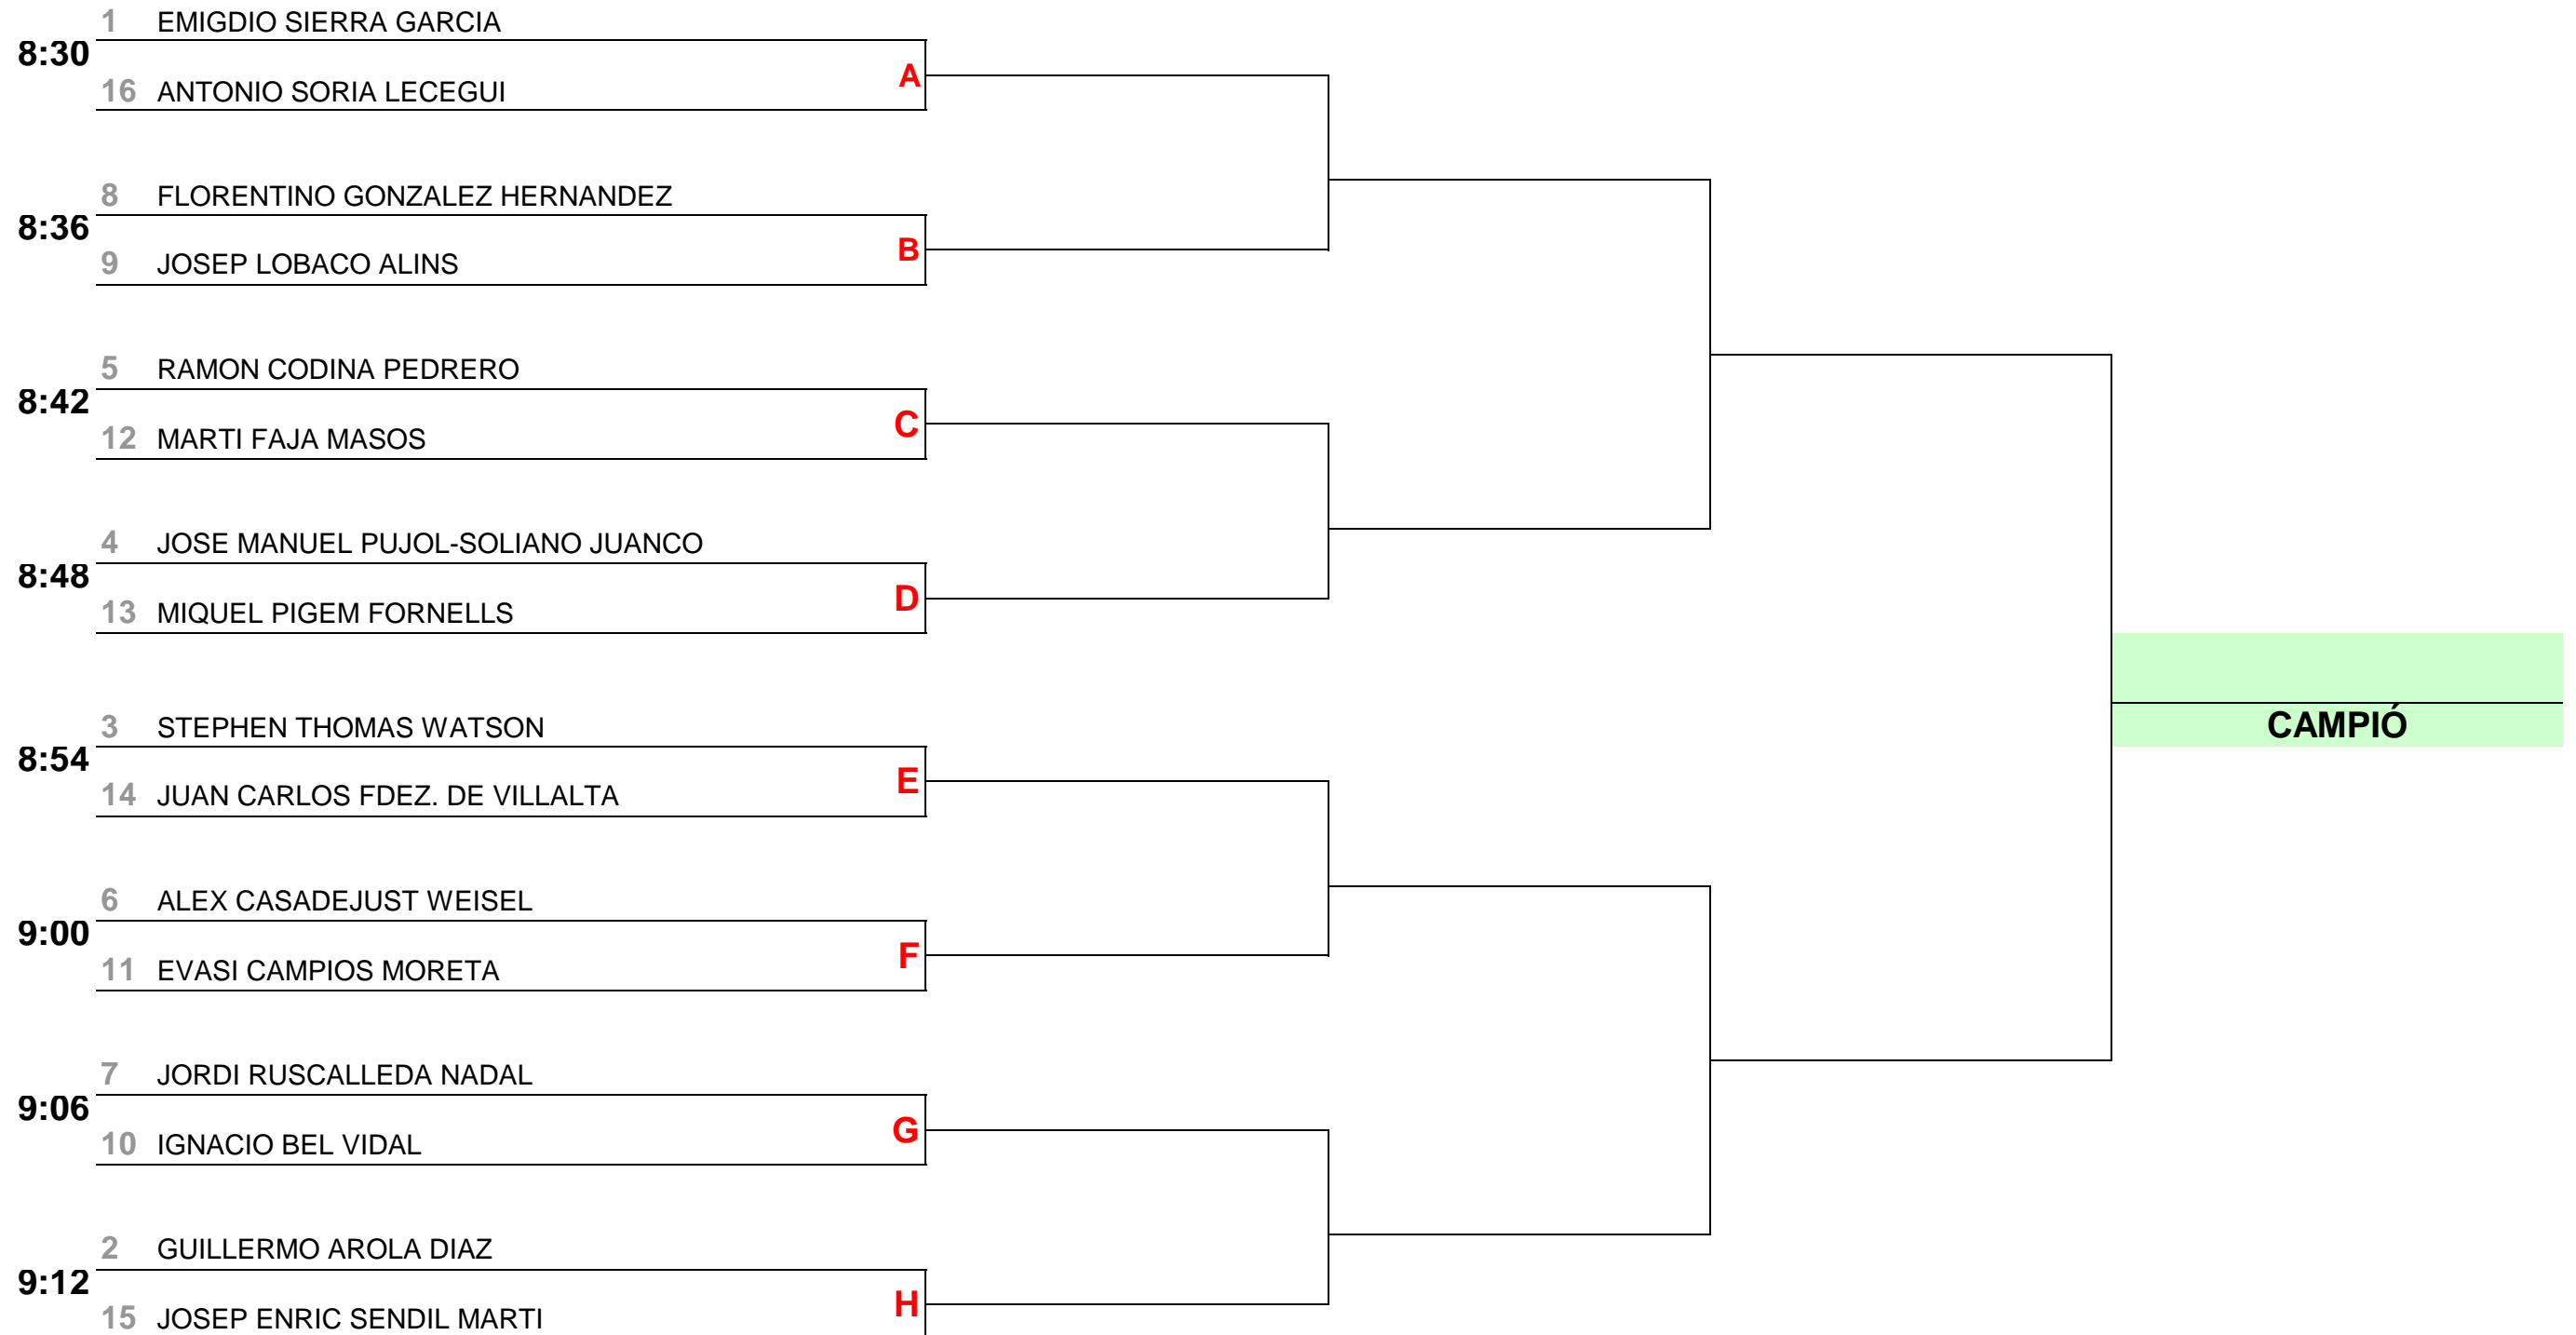 1 EMIGDIO SIERRA GARCIA
8:30
16 ANTONIO SORIA LECEGUI
A
8 FLORENTINO GONZALEZ HERNANDEZ
8:36
9 JOSEP LOBACO ALINS
B
5 RAMON CODINA PEDRERO
8:42
12 MARTI FAJA MASOS
C
4 JOSE MANUEL PUJOL-SOLIANO JUANCO
8:48
13 MIQUEL PIGEM FORNELLS
D
3 STEPHEN THOMAS WATSON
8:54
14 JUAN CARLOS FDEZ. DE VILLALTA
E
6 ALEX CASADEJUST WEISEL
9:00
11 EVASI CAMPIOS MORETA
F
7 JORDI RUSCALLEDA NADAL
9:06
10 IGNACIO BEL VIDAL
G
2 GUILLERMO AROLA DIAZ
9:12
15 JOSEP ENRIC SENDIL MARTI
H
CAMPIÓ